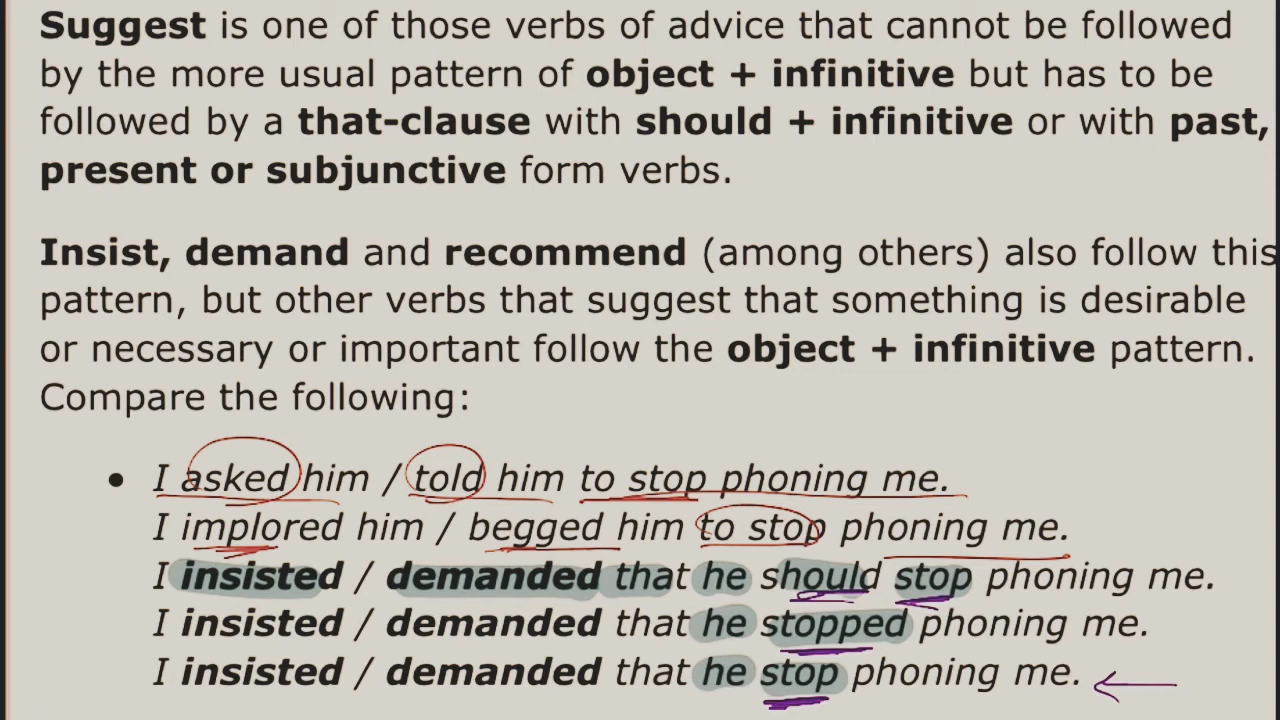 Suggest is one of those verbs of advice that cannot be followed
by the more usual pattern of object + infinitive but has to be
followed by a that-clause with should + infinitive or with past,
present or subjunctive form verbs.
Insist, demand and recommend (among others) also follow this
pattern, but other verbs that suggest that something is desirable
or necessary or important follow the object + infinitive pattern.
Compare the following:
• I asked him / told him to stop phoning me.
I implored him / begged him to stop phoning me.
I insisted / demanded that he should stop phoning me.
I insisted / demanded that he stopped phoning me.
I insisted / demanded that he stop phoning me.